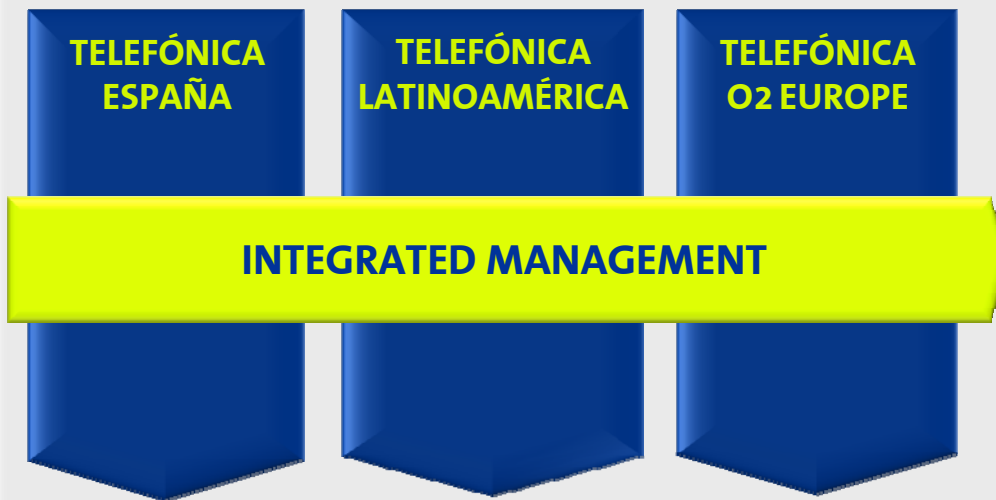 TELEFÓNICA
ESPAÑA
TELEFÓNICA
LATINOAMÉRICA
TELEFÓNICA
O2 EUROPE
INTEGRATED MANAGEMENT